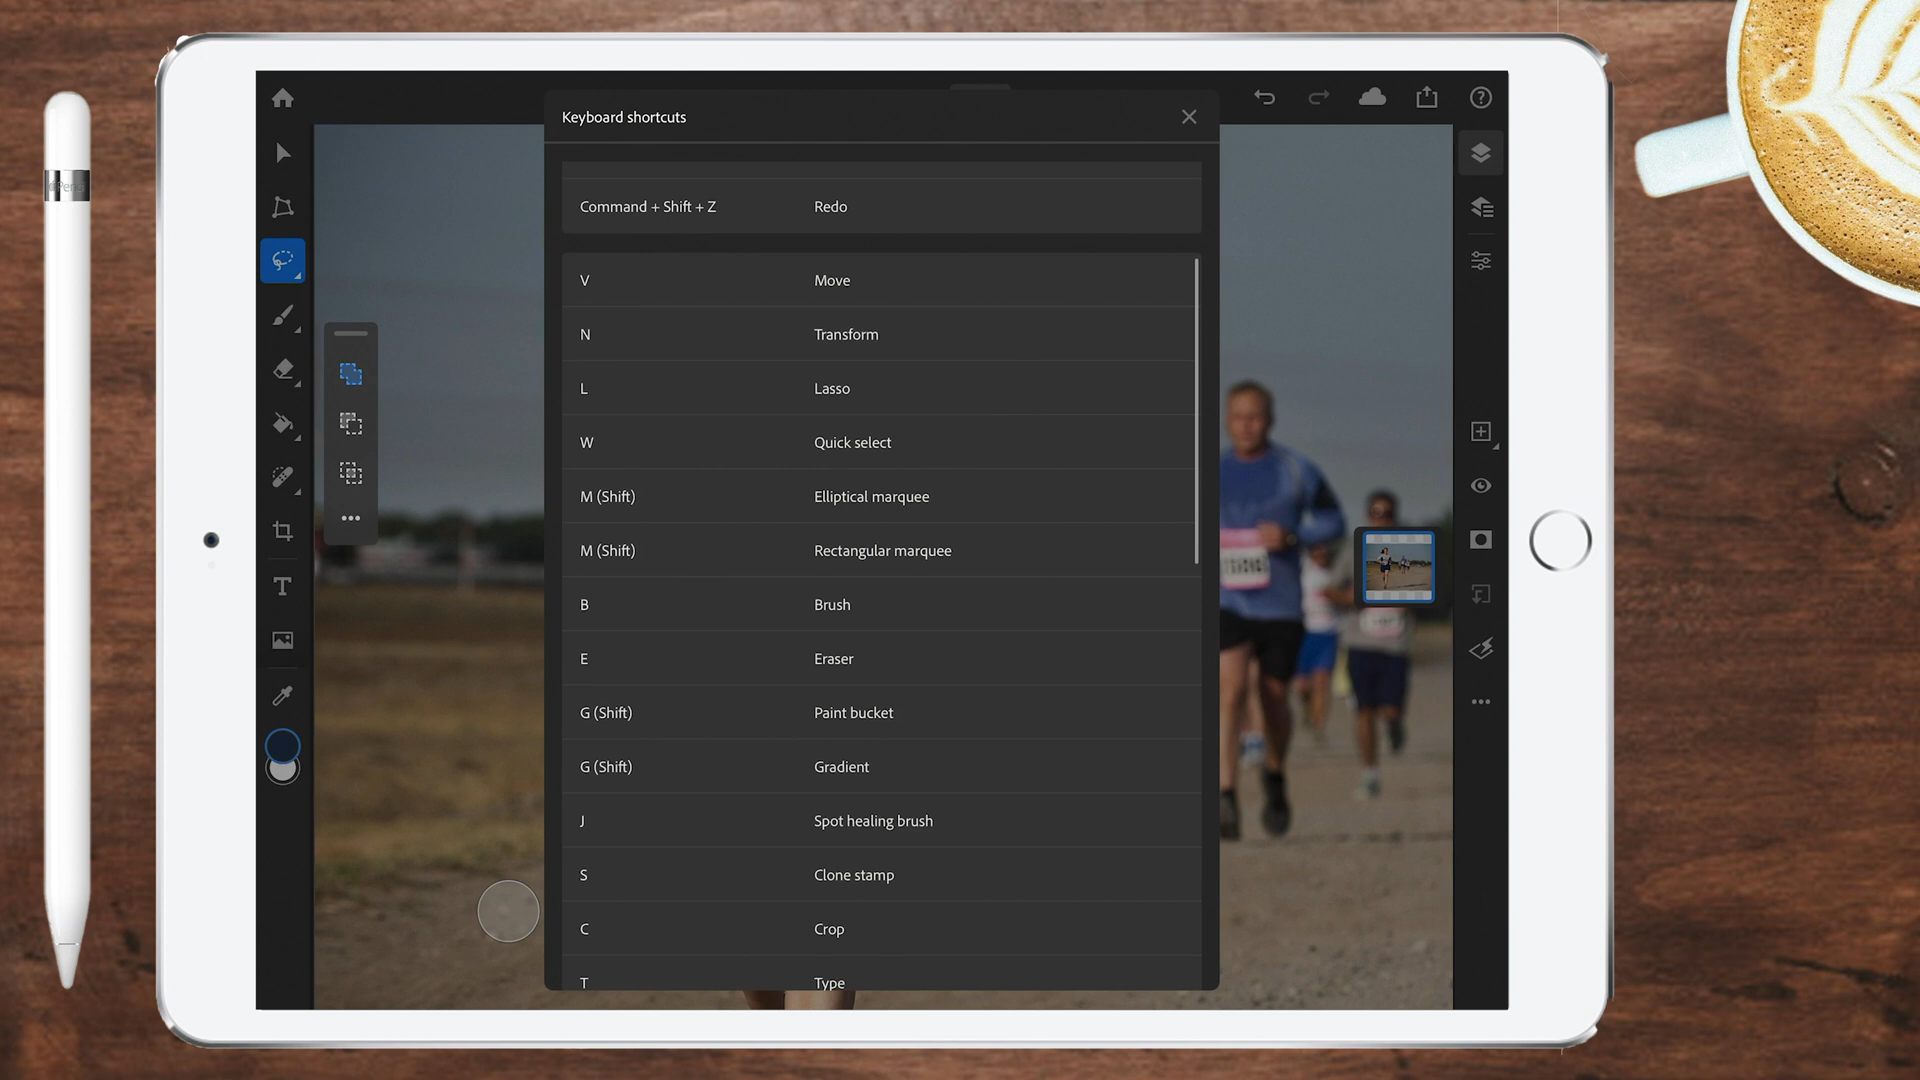 Keyboard shortcuts
Command + Shift + Z Redo
V Move
N Transform
L Lasso
W Quick select
M (Shift) Elliptical marquee
M (Shift) Rectangular marquee
B Brush
E Eraser
G (Shift) Paint bucket
G (Shift) Gradient
J Spot healing brush
S Clone stamp
C Crop
T Type